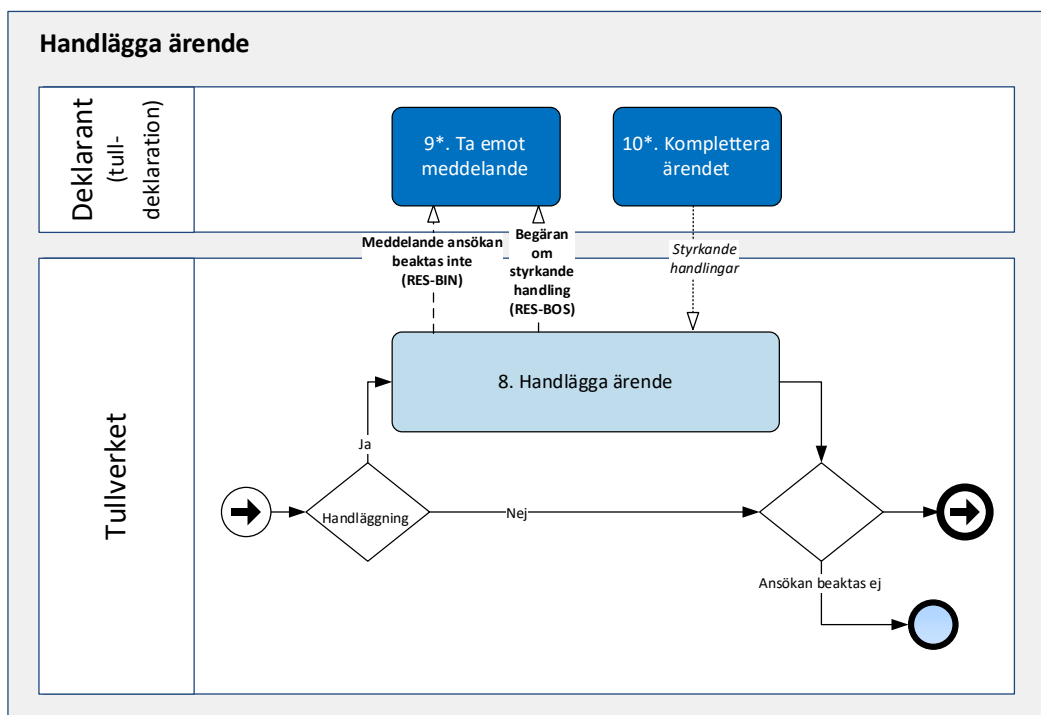 Handlägga ärende
Deklarant
(tull-
deklaration)
9*. Ta emot
meddelande
10*. Komplettera
ärendet
Meddelande ansökan
beaktas inte
(RES-BIN)
Begäran
om
styrkande
handling
(RES-BOS)
Styrkande
handlingar
Tullverket
8. Handlägga ärende
Ja
Handläggning
Nej
Ansökan beaktas ej